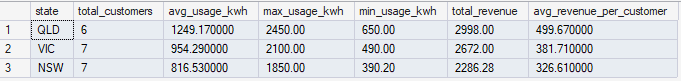 state total_customers avg_usage_kwh max_usage_kwh min_usage_kwh total_revenue avg_revenue_per_customer
1 QLD 6 1249.170000 2450.00 650.00 2998.00 499.670000
2 VIC 7 954.290000 2100.00 490.00 2672.00 381.710000
3 NSW 7 816.530000 1850.00 390.20 2286.28 326.610000